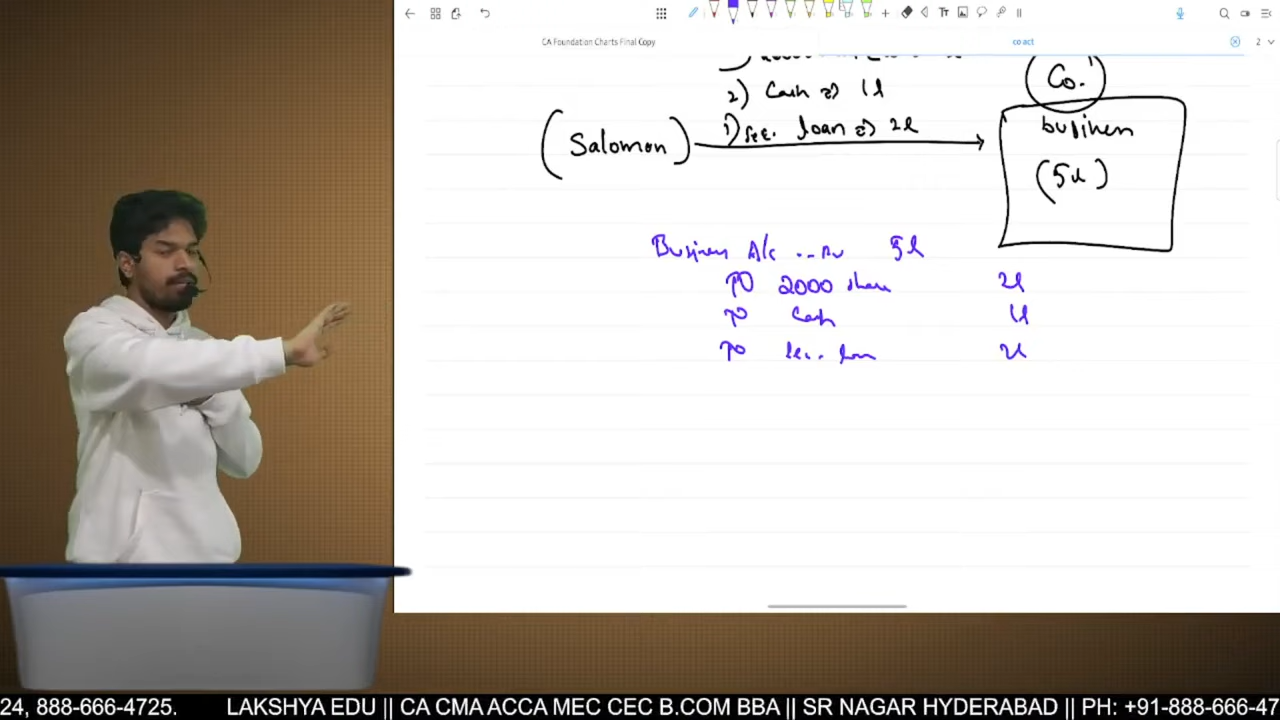 CA Foundation Charts Final Copy
co act
2
Co.
2) Cash ⇒ 1l
1) Sec. loan ⇒ 2l
(Salomon)
business
(5l)
Business A/c ... Dr 5l
To 2000 share 2l
To Cash 1l
To Sec. loan 2l
24, 888-666-4725. LAKSHYA EDU || CA CMA ACCA MEC CEC B.COM BBA || SR NAGAR HYDERABAD || PH: +91-888-666-47